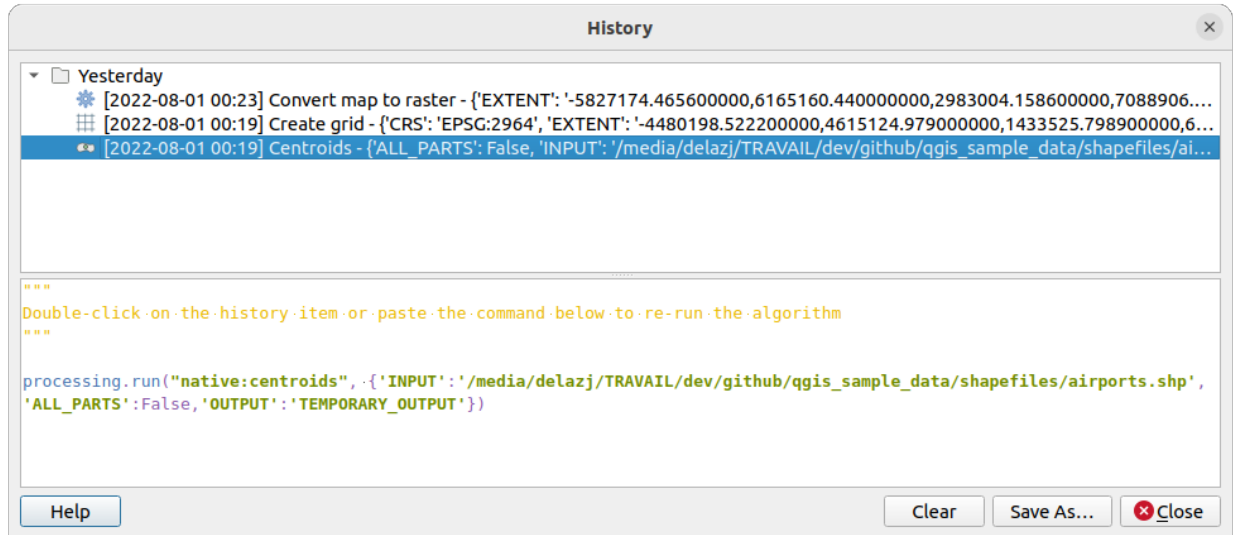 History
Yesterday
[2022-08-01 00:23] Convert map to raster - {'EXTENT': '-5827174.465600000,6165160.440000000,2983004.158600000,7088906....
[2022-08-01 00:19] Create grid - {'CRS': 'EPSG:2964', 'EXTENT': '-4480198.522200000,4615124.979000000,1433525.798900000,6...
[2022-08-01 00:19] Centroids - {'ALL_PARTS': False, 'INPUT': '/media/delazj/TRAVAIL/dev/github/qgis_sample_data/shapefiles/ai...
"""
Double-click·on·the·history·item·or·paste·the·command·below·to·re-run·the·algorithm
"""
processing.run("native:centroids",·{'INPUT':'/media/delazj/TRAVAIL/dev/github/qgis_sample_data/shapefiles/airports.shp',
'ALL_PARTS':False,'OUTPUT':'TEMPORARY_OUTPUT'})
Help Clear Save As... Close